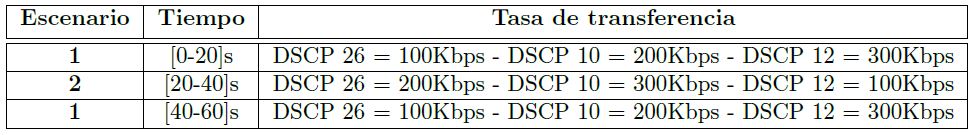 Escenario Tiempo Tasa de transferencia
1 [0-20]s DSCP 26 = 100Kbps - DSCP 10 = 200Kbps - DSCP 12 = 300Kbps
2 [20-40]s DSCP 26 = 200Kbps - DSCP 10 = 300Kbps - DSCP 12 = 100Kbps
1 [40-60]s DSCP 26 = 100Kbps - DSCP 10 = 200Kbps - DSCP 12 = 300Kbps